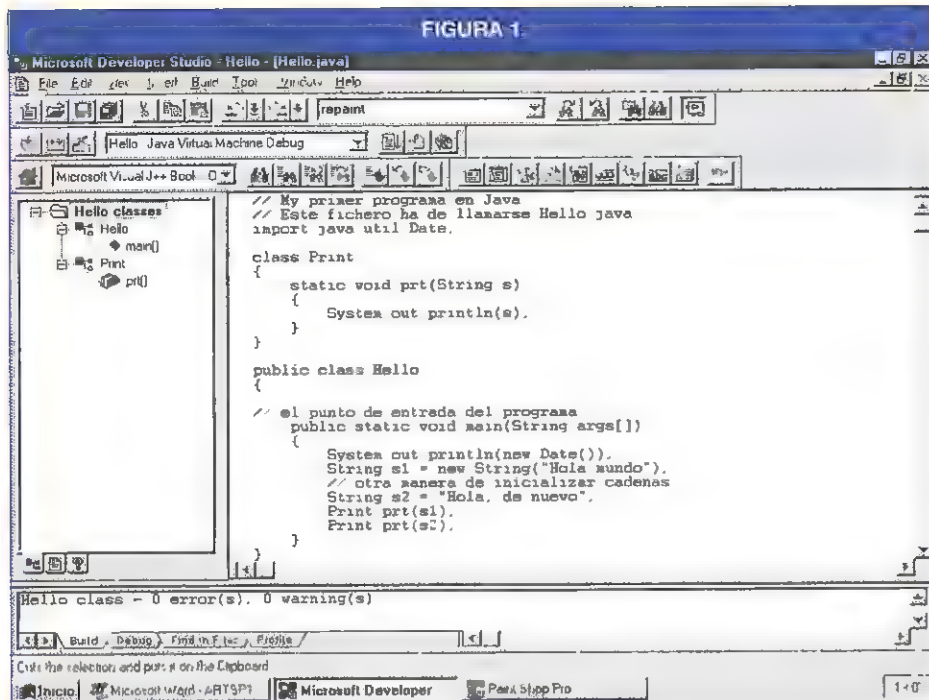 FIGURA 1
Microsoft Developer Studio - Hello - [Hello.java]
File Edit Build Tool Help
repaint
Hello Java Virtual Machine Debug
Microsoft Visual J++ Book
Hello classes
Hello
main()
Print
prt()
// My primer programa en Java
// Este fichero ha de llamarse Hello java
import java util Date.
class Print
{
static void prt(String s)
{
System out println(s).
}
}
public class Hello
{
// el punto de entrada del programa
public static void main(String args[])
{
System out println(new Date()).
String s1 = new String("Hola mundo").
// otra manera de inicializar cadenas
String s2 = "Hola, de nuevo".
Print prt(s1).
Print prt(s2).
}
}
Hello class - 0 error(s), 0 warning(s)
Build Debug Find in Files Profile
Cuts the selection and puts it on the Clipboard
Inicio Microsoft Word - Microsoft Developer Paint Shop Pro